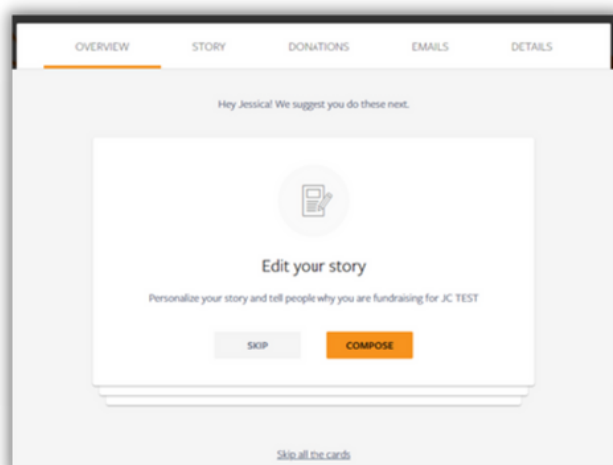 OVERVIEW STORY DONATIONS EMAILS DETAILS
Hey Jessica! We suggest you do these next.
Edit your story
Personalize your story and tell people why you are fundraising for JC TEST
SKIP COMPOSE
Skip all the cards